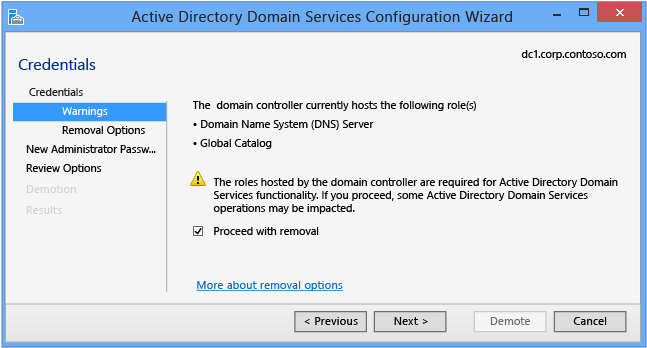 Active Directory Domain Services Configuration Wizard
dc1.corp.contoso.com
Credentials
Credentials
Warnings
Removal Options
New Administrator Passw...
Review Options
Demotion
Results
The domain controller currently hosts the following role(s)
• Domain Name System (DNS) Server
• Global Catalog
The roles hosted by the domain controller are required for Active Directory Domain
Services functionality. If you proceed, some Active Directory Domain Services
operations may be impacted.
Proceed with removal
More about removal options
< Previous
Next >
Demote
Cancel